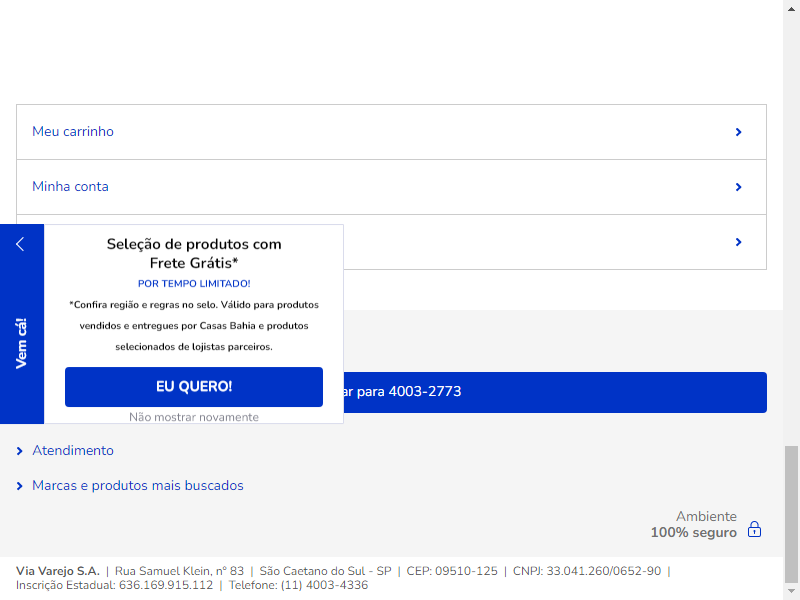 Meu carrinho
Minha conta
Vem cá!
Seleção de produtos com
Frete Grátis*
POR TEMPO LIMITADO!
*Confira região e regras no selo. Válido para produtos
vendidos e entregues por Casas Bahia e produtos
selecionados de lojistas parceiros.
EU QUERO!
Não mostrar novamente
para 4003-2773
Atendimento
Marcas e produtos mais buscados
Ambiente
100% seguro
Via Varejo S.A. | Rua Samuel Klein, nº 83 | São Caetano do Sul - SP | CEP: 09510-125 | CNPJ: 33.041.260/0652-90 |
Inscrição Estadual: 636.169.915.112 | Telefone: (11) 4003-4336